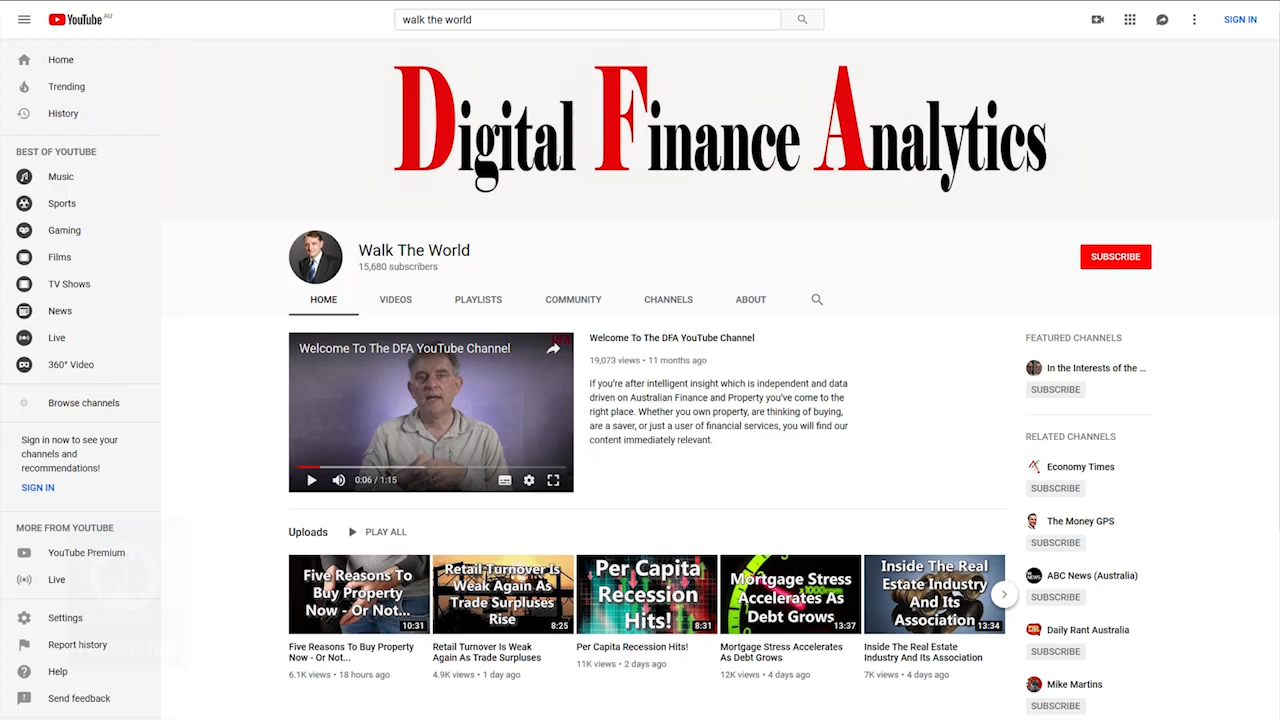 YouTube AU
walk the world
SIGN IN
Home
Trending
History
BEST OF YOUTUBE
Music
Sports
Gaming
Films
TV Shows
News
Live
360° Video
Browse channels
Sign in now to see your
channels and
recommendations!
SIGN IN
MORE FROM YOUTUBE
YouTube Premium
Live
Settings
Report history
Help
Send feedback
Digital Finance Analytics
Walk The World
15,680 subscribers
SUBSCRIBE
HOME VIDEOS PLAYLISTS COMMUNITY CHANNELS ABOUT
Welcome To The DFA YouTube Channel
0:06 / 1:15
Welcome To The DFA YouTube Channel
19,073 views • 11 months ago
If you're after intelligent insight which is independent and data
driven on Australian Finance and Property you've come to the
right place. Whether you own property, are thinking of buying,
are a saver, or just a user of financial services, you will find our
content immediately relevant.
Uploads PLAY ALL
Five Reasons To
Buy Property
Now - Or Not...
10:31
Five Reasons To Buy Property
Now - Or Not...
6.1K views • 18 hours ago
Retail Turnover Is
Weak Again As
Trade Surpluses
Rise
8:25
Retail Turnover Is Weak
Again As Trade Surpluses
4.9K views • 1 day ago
Per Capita
Recession
Hits!
8:31
Per Capita Recession Hits!
11K views • 2 days ago
Mortgage Stress
x1000rpm
Accelerates As
Debt Grows
13:37
Mortgage Stress Accelerates
As Debt Grows
12K views • 4 days ago
Inside The Real
Estate Industry
And Its
Association
13:34
Inside The Real Estate
Industry And Its Association
7K views • 4 days ago
FEATURED CHANNELS
In the Interests of the ...
SUBSCRIBE
RELATED CHANNELS
Economy Times
SUBSCRIBE
The Money GPS
SUBSCRIBE
NEWS
ABC News (Australia)
SUBSCRIBE
Daily Rant Australia
SUBSCRIBE
Mike Martins
SUBSCRIBE